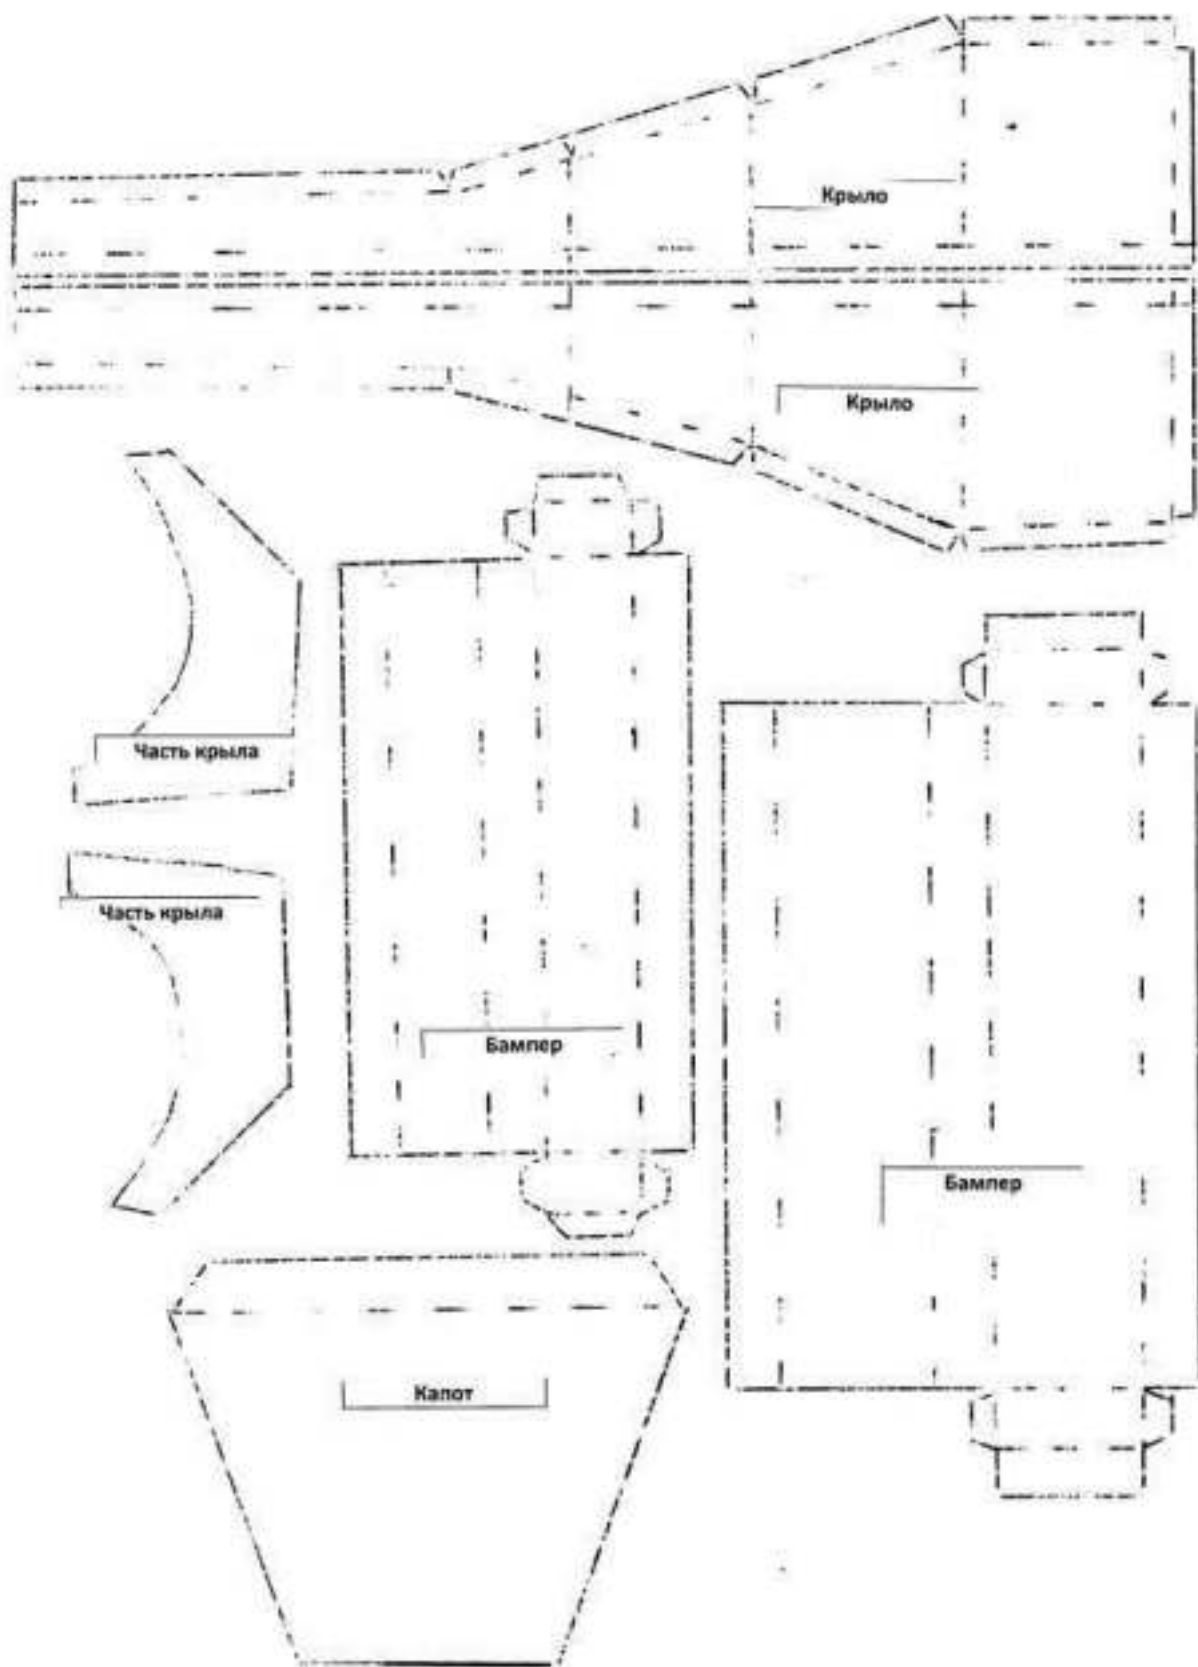 Крыло
Крыло
Часть крыла
Часть крыла
Бампер
Бампер
Капот